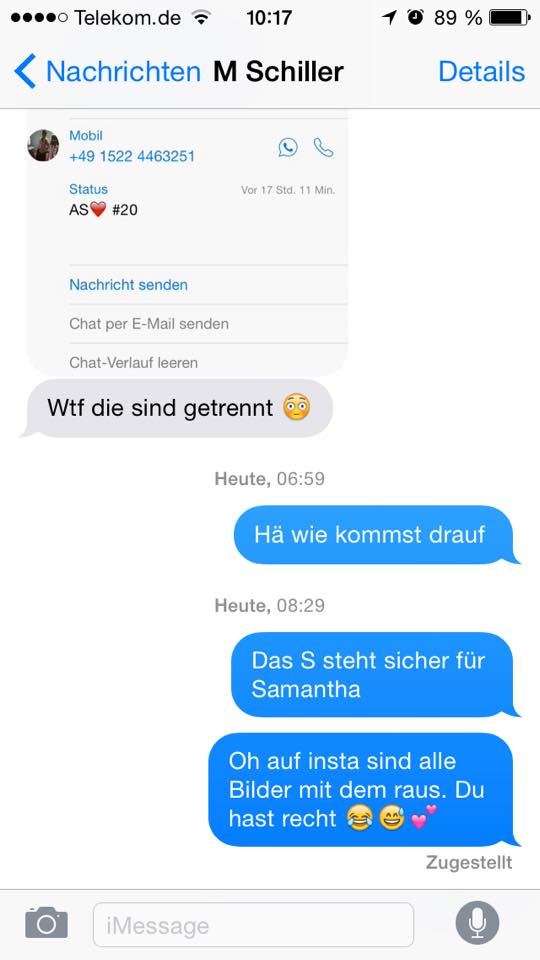 Telekom.de 10:17 89 %
Nachrichten M Schiller Details
Mobil
+49 1522 4463251
Status Vor 17 Std. 11 Min.
AS❤️ #20
Nachricht senden
Chat per E-Mail senden
Chat-Verlauf leeren
Wtf die sind getrennt 😳
Heute, 06:59
Hä wie kommst drauf
Heute, 08:29
Das S steht sicher für
Samantha
Oh auf insta sind alle
Bilder mit dem raus. Du
hast recht 😂😅💕
Zugestellt
iMessage